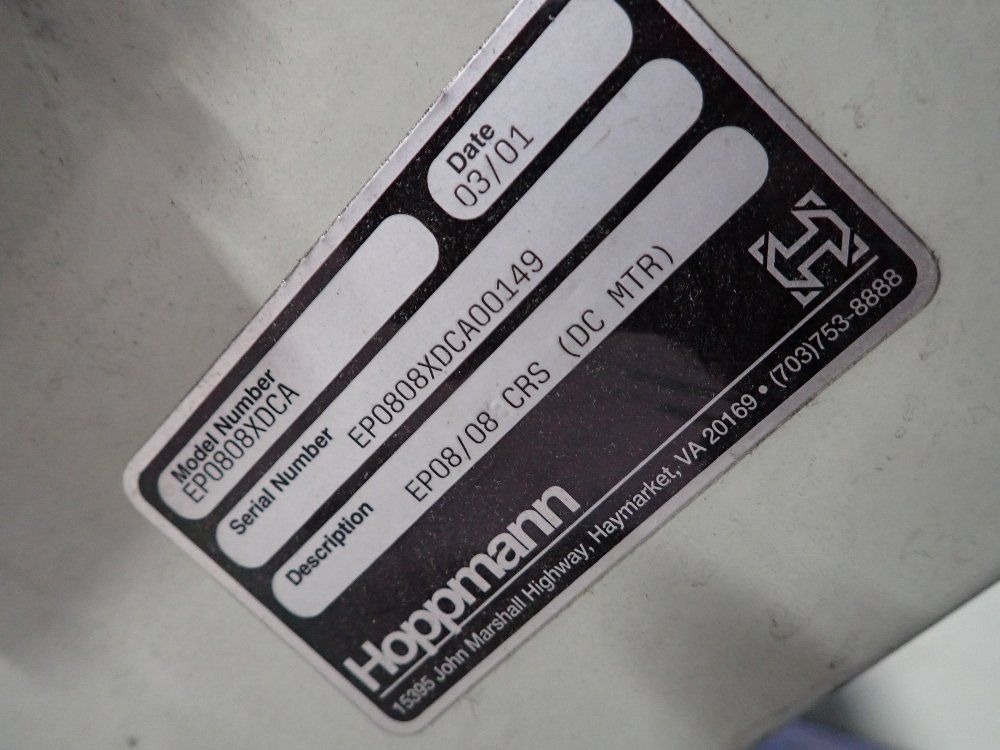 Model Number
EP0808XDCA
Date
03/01
Serial Number EP0808XDCA00149
Description EP08/08 CRS (DC MTR)
Hoppmann
15395 John Marshall Highway, Haymarket, VA 20169 • (703)753-8888